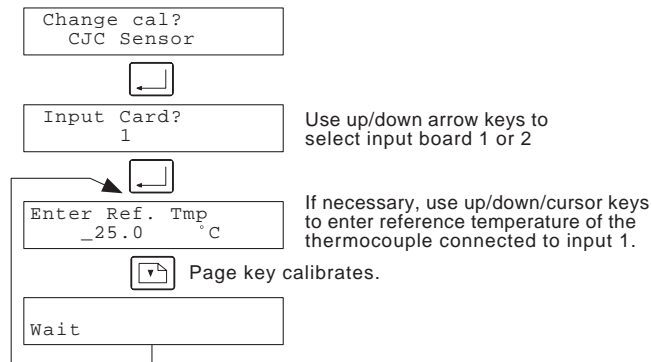 Change cal?
CJC Sensor
Input Card?
1
Use up/down arrow keys to
select input board 1 or 2
Enter Ref. Tmp
_25.0 °C
If necessary, use up/down/cursor keys
to enter reference temperature of the
thermocouple connected to input 1.
Page key calibrates.
Wait